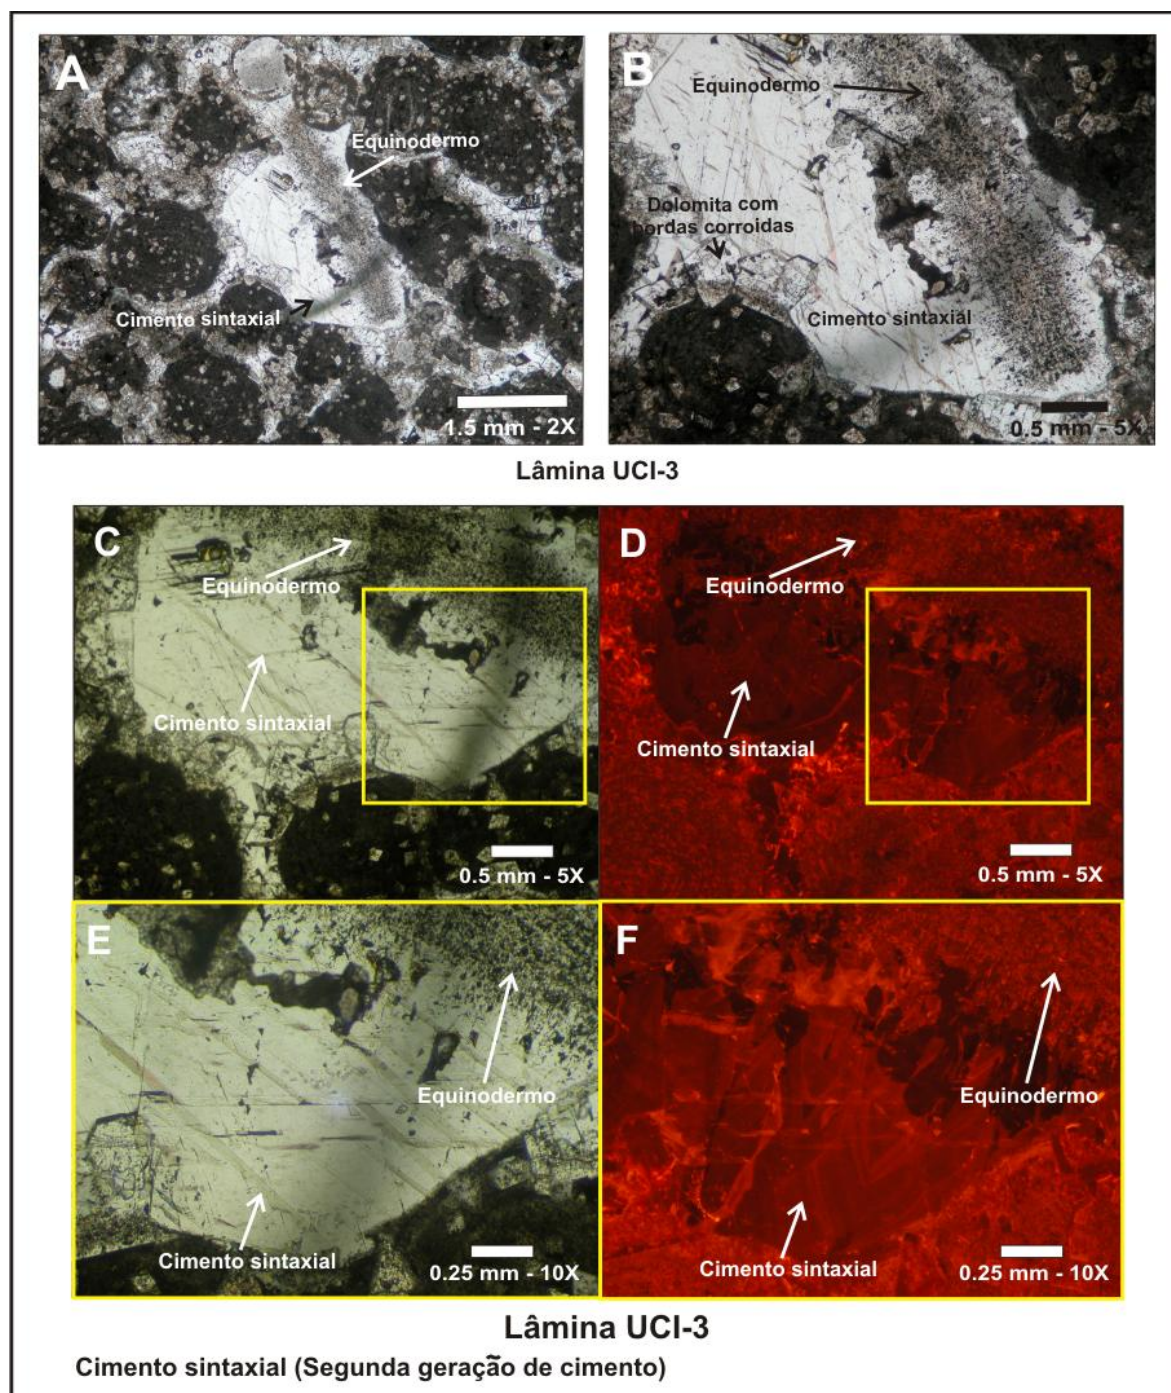 A
Equinodermo
Cimento sintaxial
1.5 mm - 2X
B
Equinodermo
Dolomita com
bordas corroidas
Cimento sintaxial
0.5 mm - 5X
Lâmina UCI-3
C
Equinodermo
Cimento sintaxial
0.5 mm - 5X
D
Equinodermo
Cimento sintaxial
0.5 mm - 5X
E
Equinodermo
Cimento sintaxial
0.25 mm - 10X
F
Equinodermo
Cimento sintaxial
0.25 mm - 10X
Lâmina UCI-3
Cimento sintaxial (Segunda geração de cimento)